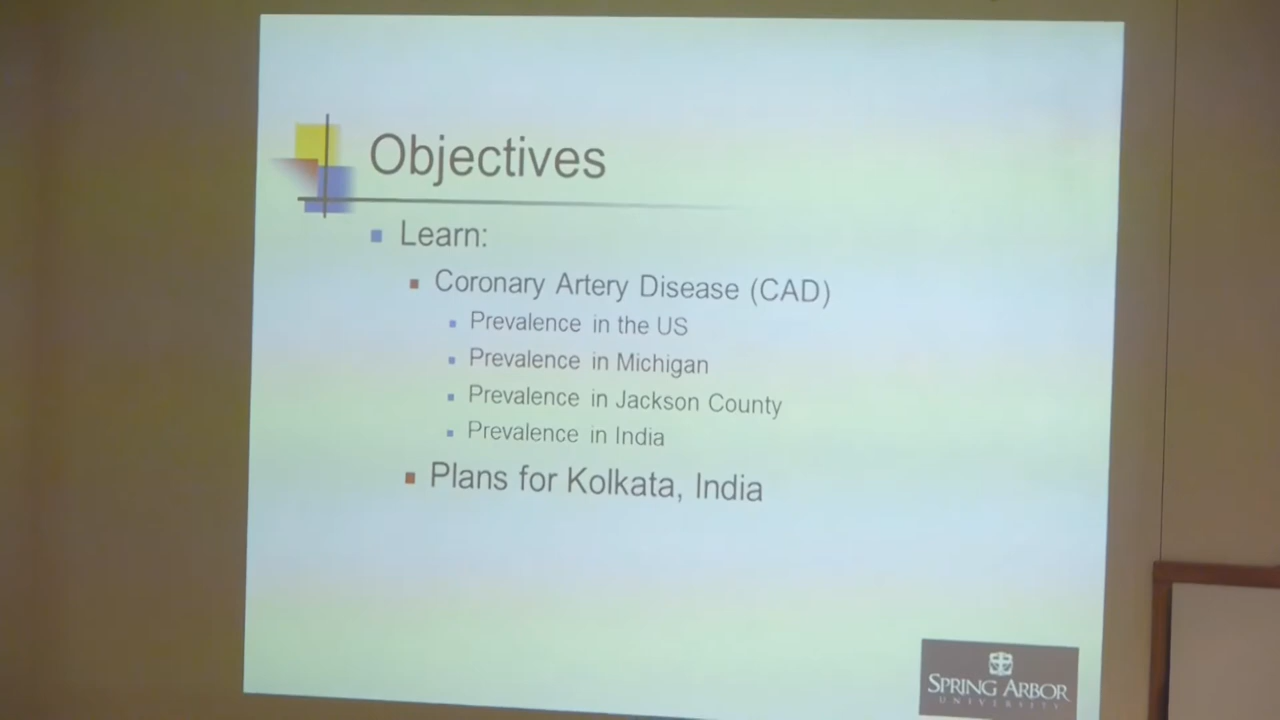 Objectives
Learn:
Coronary Artery Disease (CAD)
Prevalence in the US
Prevalence in Michigan
Prevalence in Jackson County
Prevalence in India
Plans for Kolkata, India
SPRING ARBOR
UNIVERSITY